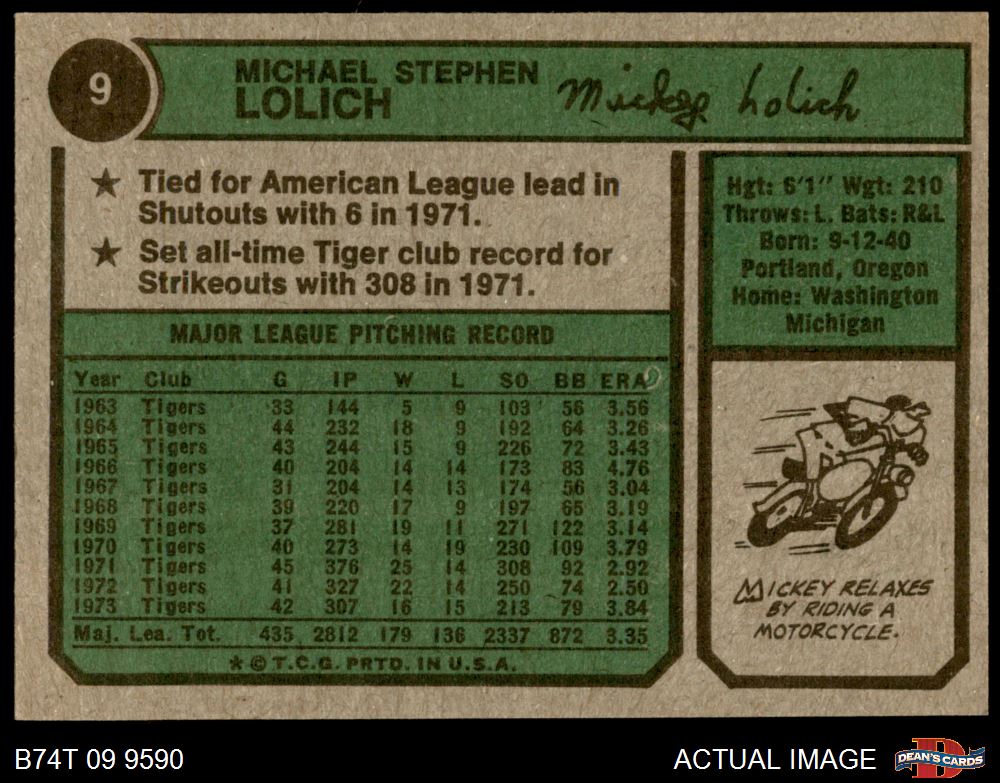 9
MICHAEL STEPHEN
LOLICH
Mickey Lolich
★ Tied for American League lead in
Shutouts with 6 in 1971.
★ Set all-time Tiger club record for
Strikeouts with 308 in 1971.
MAJOR LEAGUE PITCHING RECORD
Year Club G IP W L SO BB ERA
1963 Tigers 33 144 5 9 103 56 3.56
1964 Tigers 44 232 18 9 192 64 3.26
1965 Tigers 43 244 15 9 226 72 3.43
1966 Tigers 40 204 14 14 173 83 4.76
1967 Tigers 31 204 14 13 174 56 3.04
1968 Tigers 39 220 17 9 197 65 3.19
1969 Tigers 37 281 19 11 271 122 3.14
1970 Tigers 40 273 14 19 230 109 3.79
1971 Tigers 45 376 25 14 308 92 2.92
1972 Tigers 41 327 22 14 250 74 2.50
1973 Tigers 42 307 16 15 213 79 3.84
Maj. Lea. Tot. 435 2812 179 136 2337 872 3.35
★ © T.C.G. PRTD. IN U.S.A.
Hgt: 6'1" Wgt: 210
Throws: L. Bats: R&L
Born: 9-12-40
Portland, Oregon
Home: Washington
Michigan
MICKEY RELAXES
BY RIDING A
MOTORCYCLE.
B74T 09 9590
ACTUAL IMAGE
D
DEAN'S CARDS